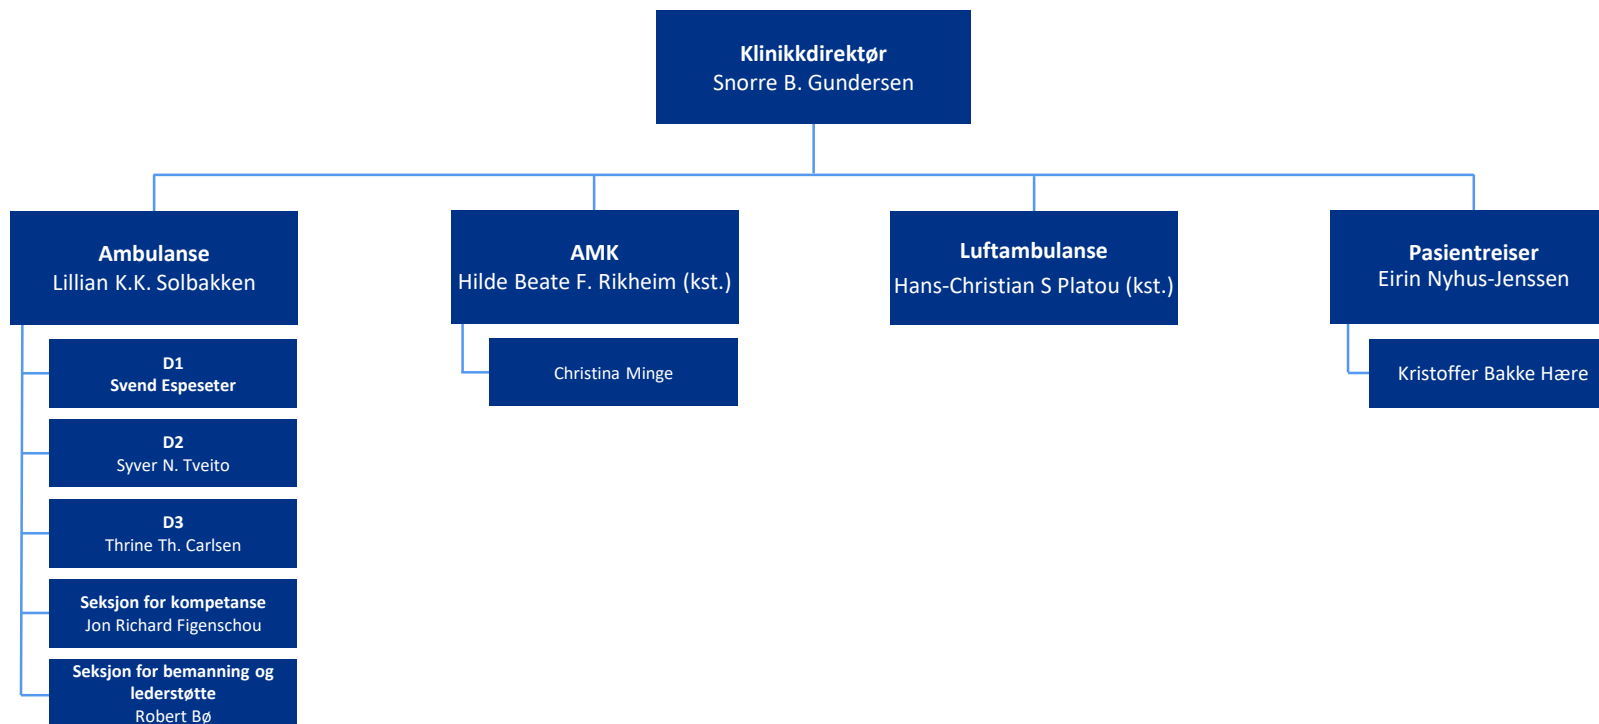 Klinikkdirektør
Snorre B. Gundersen
Ambulanse
Lillian K.K. Solbakken
AMK
Hilde Beate F. Rikheim (kst.)
Luftambulanse
Hans-Christian S Platou (kst.)
Pasientreiser
Eirin Nyhus-Jenssen
D1
Svend Espeseter
D2
Syver N. Tveito
D3
Thrine Th. Carlsen
Seksjon for kompetanse
Jon Richard Figenschou
Seksjon for bemanning og
lederstøtte
Robert Bø
Christina Minge
Kristoffer Bakke Hære